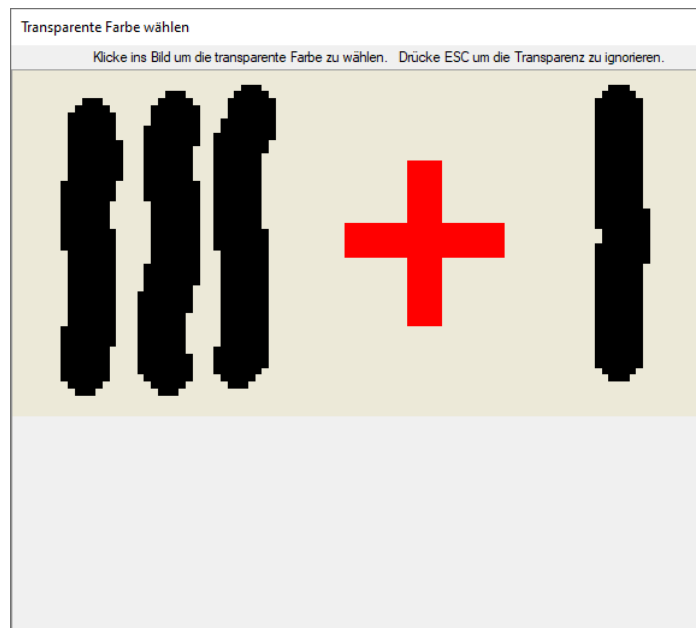 Transparente Farbe wählen
Klicke ins Bild um die transparente Farbe zu wählen. Drücke ESC um die Transparenz zu ignorieren.